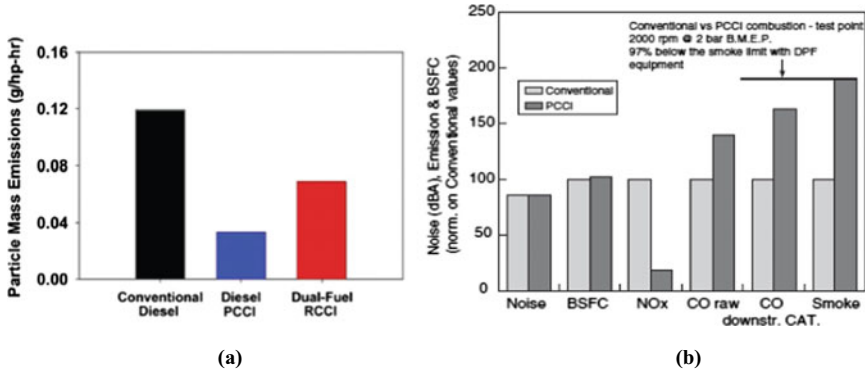 Particle Mass Emissions (g/hp-hr)
0.16
0.12
0.08
0.04
0.00
Conventional
Diesel
Diesel
PCCI
Dual-Fuel
RCCI
(a)
Noise (dBA), Emission & BSFC
(norm. on Conventional values)
250
200
150
100
50
0
Conventional vs PCCI combustion - test point:
2000 rpm @ 2 bar B.M.E.P.
97% below the smoke limit with DPF
equipment
Conventional
PCCI
Noise
BSFC
NOx
CO raw
CO
downstr. CAT.
Smoke
(b)